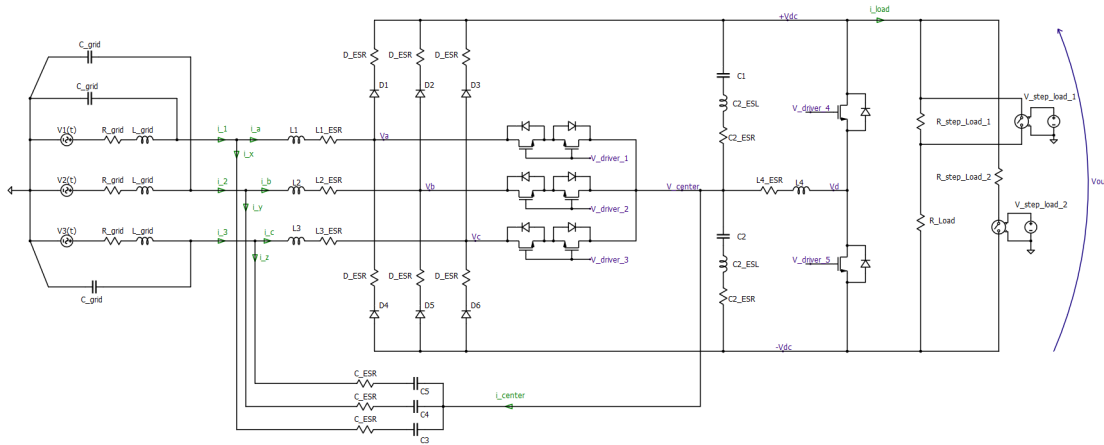 +Vdc
i_load
C_grid
D_ESR
D_ESR
D_ESR
C1
D1
D2
D3
C_grid
C2_ESL
V_step_load_1
V_driver_4
V1(t)
R_grid
L_grid
i_1
i_a
L1
L1_ESR
Va
C2_ESR
R_step_Load_1
i_x
V_driver_1
R_step_Load_2
V2(t)
R_grid
L_grid
i_2
i_b
L2
L2_ESR
Vb
V_center
L4_ESR
L4
Vd
Vou
i_y
V_driver_2
V_step_load_2
R_Load
V3(t)
R_grid
L_grid
i_3
i_c
L3
L3_ESR
Vc
C2
i_z
V_driver_3
V_driver_5
C2_ESL
D_ESR
D_ESR
D_ESR
C_grid
C2_ESR
D4
D5
D6
-Vdc
C_ESR
C5
i_center
C_ESR
C4
C_ESR
C3